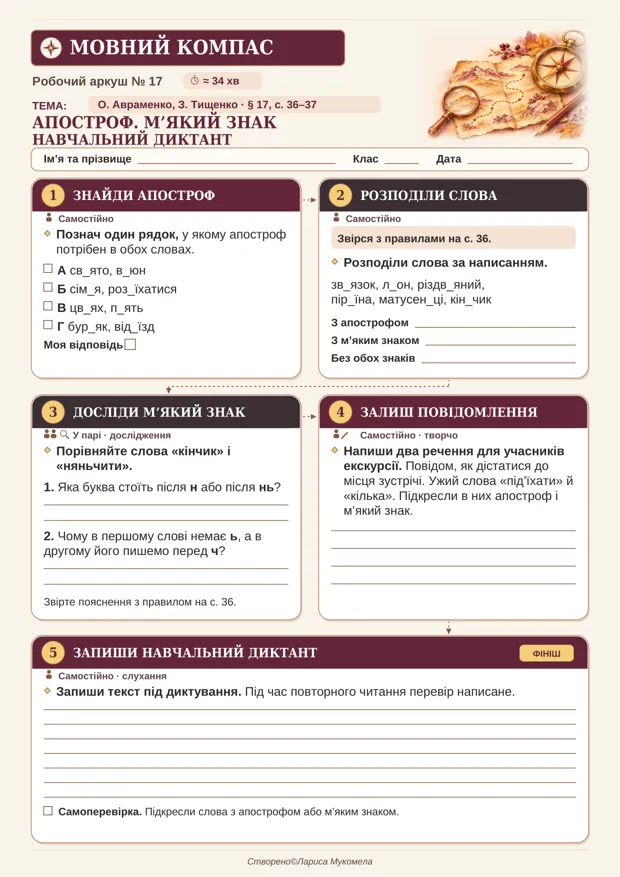 МОВНИЙ КОМПАС
Робочий аркуш № 17
≈ 34 хв
ТЕМА:
О. Авраменко, З. Тищенко · § 17, с. 36–37
АПОСТРОФ. М’ЯКИЙ ЗНАК
НАВЧАЛЬНИЙ ДИКТАНТ
Ім’я та прізвище
Клас
Дата
1 ЗНАЙДИ АПОСТРОФ
Самостійно
Познач один рядок, у якому апостроф
потрібен в обох словах.
А св_ято, в_юн
Б сім_я, роз_їхатися
В цв_ях, п_ять
Г бур_як, від_їзд
Моя відповідь
2 РОЗПОДІЛИ СЛОВА
Самостійно
Звірся з правилами на с. 36.
Розподіли слова за написанням.
зв_язок, л_он, різдв_яний,
пір_їна, матусен_ці, кін_чик
З апострофом
З м’яким знаком
Без обох знаків
3 ДОСЛІДИ М’ЯКИЙ ЗНАК
У парі · дослідження
Порівняйте слова «кінчик» і
«няньчити».
1. Яка буква стоїть після н або після нь?
2. Чому в першому слові немає ь, а в
другому його пишемо перед ч?
Звірте пояснення з правилом на с. 36.
4 ЗАЛИШ ПОВІДОМЛЕННЯ
Самостійно · творчо
Напиши два речення для учасників
екскурсії. Повідом, як дістатися до
місця зустрічі. Ужий слова «під’їхати» й
«кілька». Підкресли в них апостроф і
м’який знак.
5 ЗАПИШИ НАВЧАЛЬНИЙ ДИКТАНТ
ФІНІШ
Самостійно · слухання
Запиши текст під диктування. Під час повторного читання перевір написане.
Самоперевірка. Підкресли слова з апострофом або м’яким знаком.
Створено©Лариса Мукомела